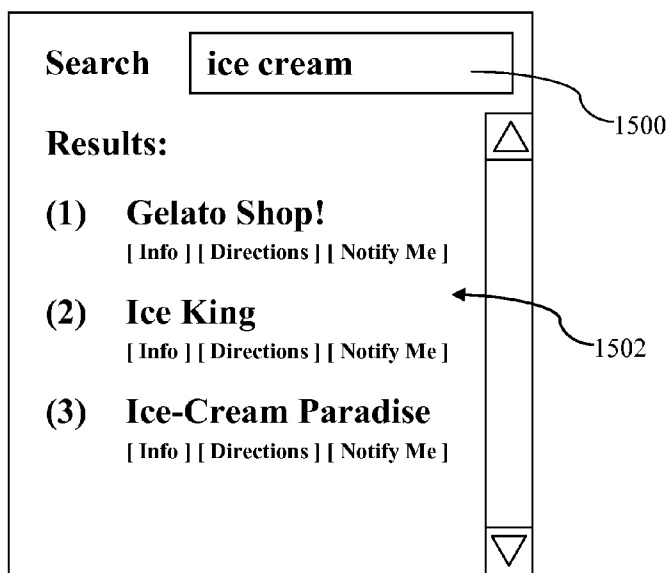 Search ice cream
1500
Results:
(1) Gelato Shop!
[ Info ] [ Directions ] [ Notify Me ]
(2) Ice King
[ Info ] [ Directions ] [ Notify Me ]
1502
(3) Ice-Cream Paradise
[ Info ] [ Directions ] [ Notify Me ]